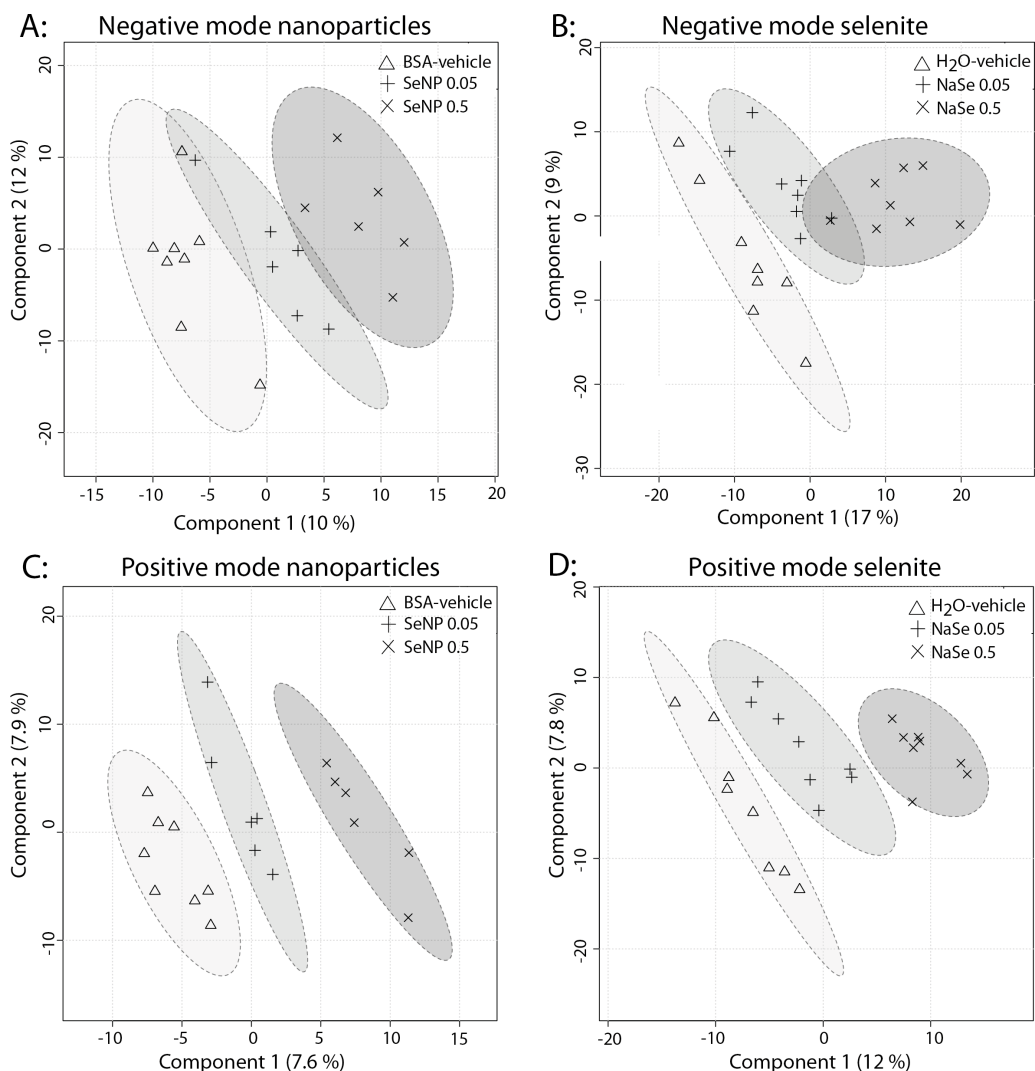 A:
Negative mode nanoparticles
BSA-vehicle
SeNP 0.05
SeNP 0.5
20
10
0
-10
-20
Component 2 (12 %)
-15 -10 -5 0 5 10 15 20
Component 1 (10 %)
B:
Negative mode selenite
H2O-vehicle
NaSe 0.05
NaSe 0.5
20
10
0
-10
-20
-30
Component 2 (9 %)
-20 -10 0 10 20
Component 1 (17 %)
C:
Positive mode nanoparticles
BSA-vehicle
SeNP 0.05
SeNP 0.5
20
10
0
-10
Component 2 (7.9 %)
-10 -5 0 5 10 15
Component 1 (7.6 %)
D:
Positive mode selenite
H2O-vehicle
NaSe 0.05
NaSe 0.5
20
10
0
-10
-20
Component 2 (7.8 %)
-20 -10 0 10
Component 1 (12 %)